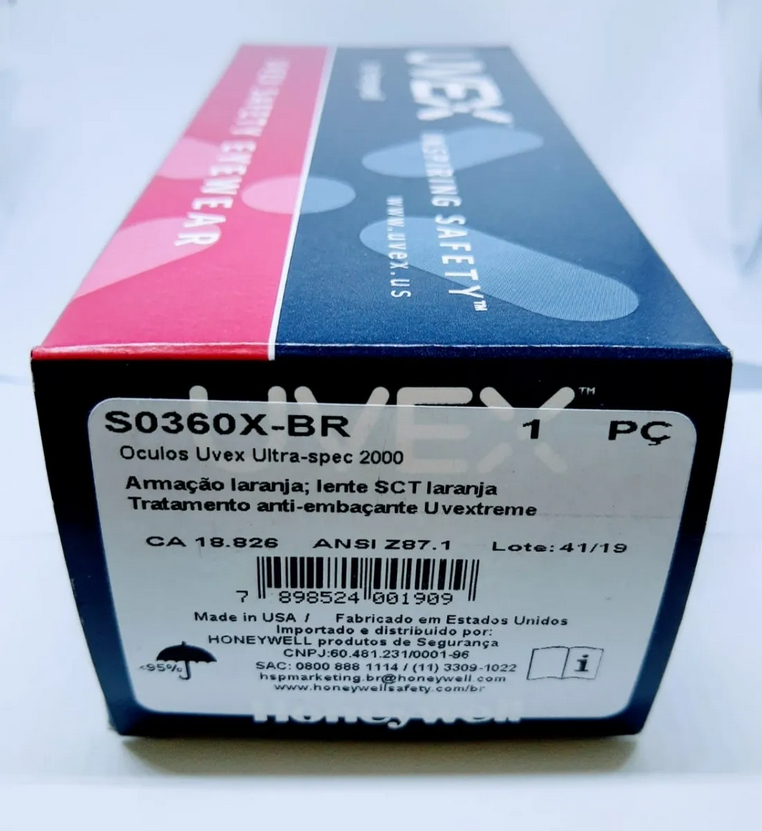 UVEX SAFETY EYEWEAR
UVEX
INSPIRING SAFETY™
www.uvex.us
UVEX™
S0360X-BR 1 PÇ
Oculos Uvex Ultra-spec 2000
Armação laranja; lente SCT laranja
Tratamento anti-embaçante Uvextreme
CA 18.826 ANSI Z87.1 Lote: 41/19
7 898524 001909
Made in USA / Fabricado em Estados Unidos
Importado e distribuido por:
HONEYWELL produtos de Segurança
CNPJ:60.481.231/0001-96
<95%
SAC: 0800 888 1114 / (11) 3309-1022
i
hspmarketing.br@honeywell.com
www.honeywellsafety.com/br
Honeywell